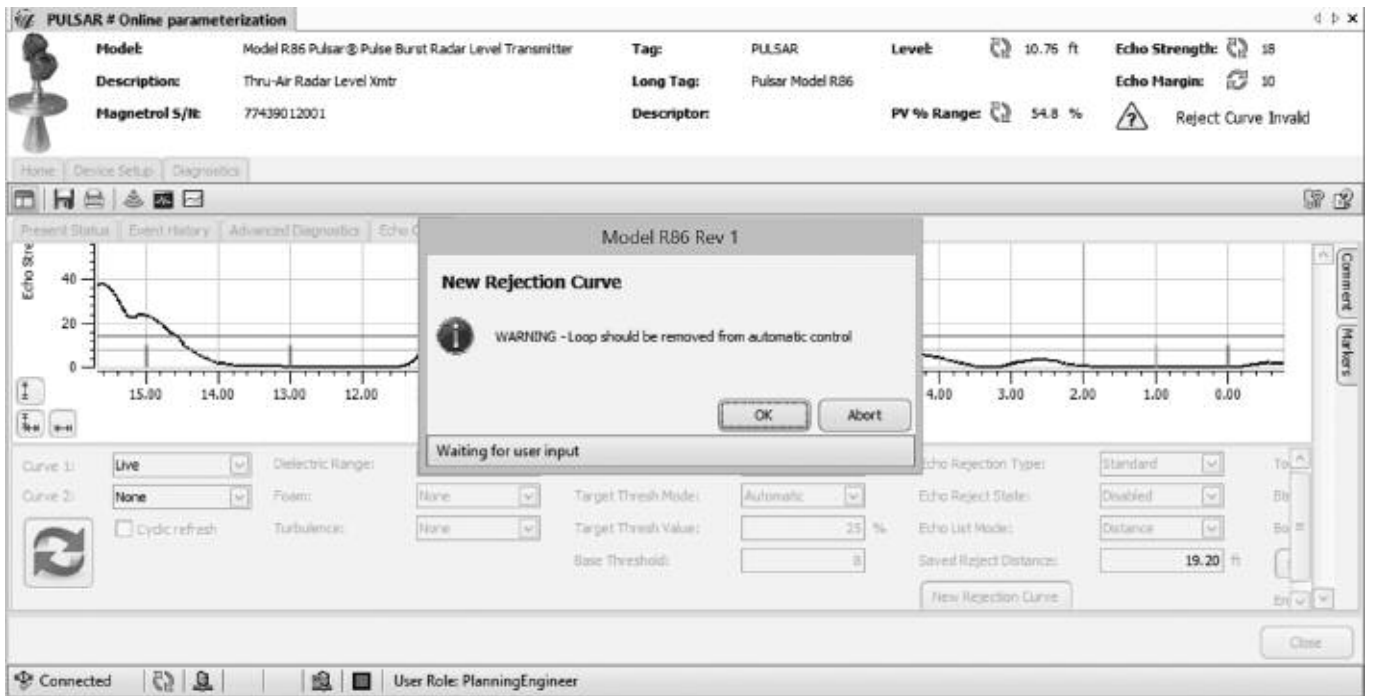 PULSAR # Online parameterization
Model: Model R86 Pulsar® Pulse Burst Radar Level Transmitter Tag: PULSAR Level: 10.76 ft Echo Strength: 18
Description: Thru-Air Radar Level Xmtr Long Tag: Pulsar Model R86 Echo Margin: 10
Magnetrol S/N: 77439012001 Descriptor: PV % Range: 54.8 % Reject Curve Invalid
Home Device Setup Diagnostics
Present Status Event History Advanced Diagnostics Echo
Model R86 Rev 1
New Rejection Curve
WARNING - Loop should be removed from automatic control
OK Abort
Waiting for user input
Echo Stre
40
20
0
15.00 14.00 13.00 12.00 4.00 3.00 2.00 1.00 0.00
Comment
Markers
Curve 1: Live Dielectric Range: Echo Rejection Type: Standard
Curve 2: None Foam: None Target Thresh Mode: Automatic Echo Reject State: Disabled
Cyclic refresh Turbulence: None Target Thresh Value: 25 % Echo List Mode: Distance
Base Threshold: 8 Saved Reject Distance: 19.20 ft
New Rejection Curve
Close
Connected User Role: PlanningEngineer